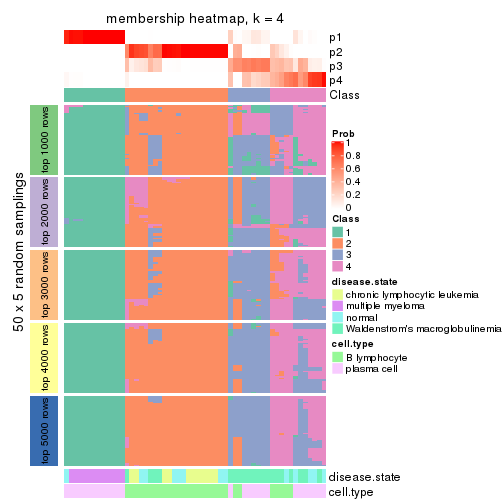 membership heatmap, k = 4
p1
p2
p3
p4
Class
50 x 5 random samplings
top 1000 rows
top 2000 rows
top 3000 rows
top 4000 rows
top 5000 rows
Prob
1
0.8
0.6
0.4
0.2
0
Class
1
2
3
4
disease.state
chronic lymphocytic leukemia
multiple myeloma
normal
Waldenstrom's macroglobulinemia
cell.type
B lymphocyte
plasma cell
disease.state
cell.type